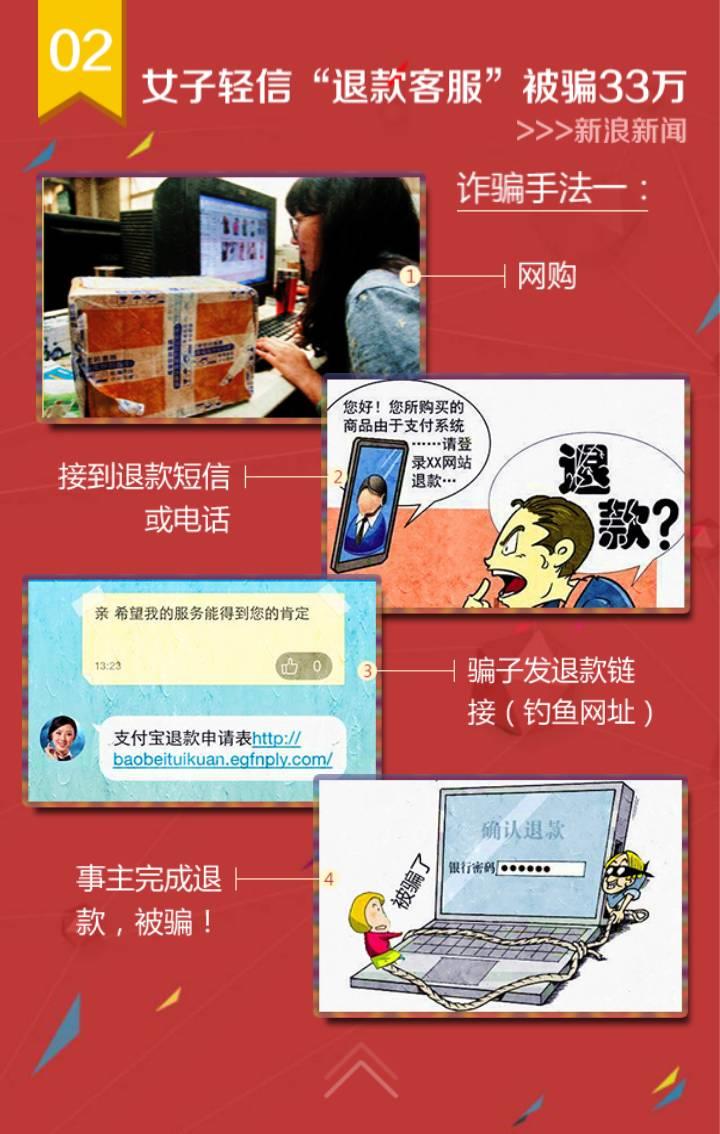 02
女子轻信“退款客服”被骗33万
>>>新浪新闻
诈骗手法一：
1
网购
您好！您所购买的
商品由于支付系统
……请登
录XX网站
退款…
退
款？
接到退款短信
或电话
2
亲 希望我的服务能得到您的肯定
13:23
0
支付宝退款申请表http://
baobeituikuan.egfnply.com/
3
骗子发退款链
接（钓鱼网址）
事主完成退
款，被骗！
4
确认退款
银行密码
被骗了